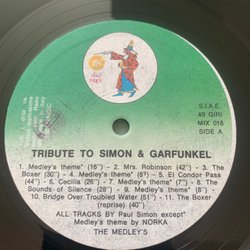 S.I.A.E.
45 GIRI
MIX 018
SIDE A
TRIBUTE TO SIMON & GARFUNKEL
1. Medley's theme* (16'') - 2. Mrs. Robinson (42'') - 3. The
Boxer (30'') - 4. Medley's theme* (8'') - 5. El Condor Pasa
(44'') - 6. Cecilia (26'') - 7. Medley's theme* (7'') - 8. The
Sounds of Silence (28'') - 9. Medley's theme* (8'') -
10. Bridge Over Troubled Water (51'') - 11. The Boxer
(reprise) (40'')
ALL TRACKS BY Paul Simon except*
Medley's theme by NORKA
THE MEDLEY'S